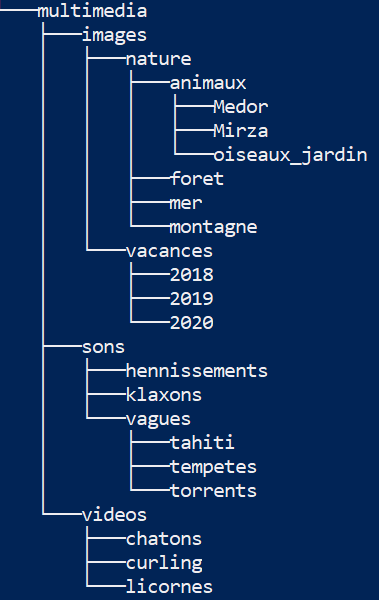 multimedia
images
nature
animaux
Medor
Mirza
oiseaux_jardin
foret
mer
montagne
vacances
2018
2019
2020
sons
hennissements
klaxons
vagues
tahiti
tempetes
torrents
videos
chatons
curling
licornes